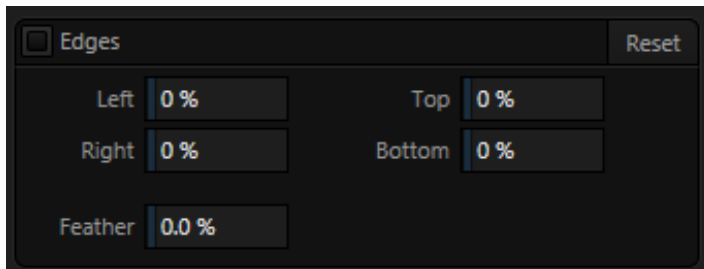 Edges Reset
Left 0 % Top 0 %
Right 0 % Bottom 0 %
Feather 0.0 %